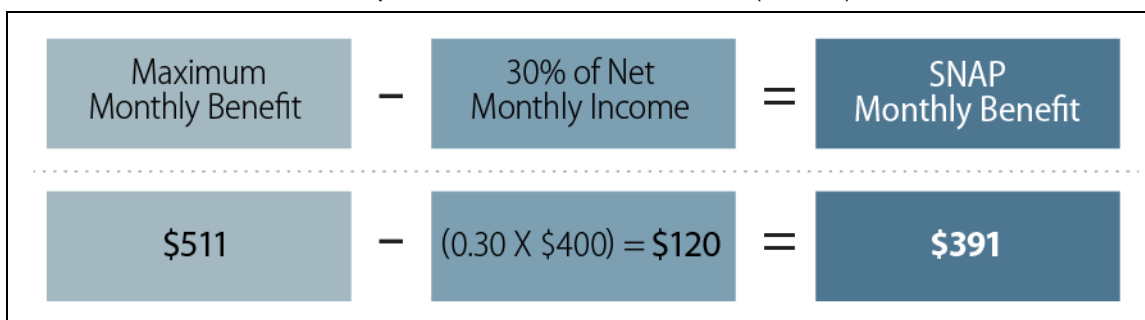 Maximum
Monthly Benefit
–
30% of Net
Monthly Income
=
SNAP
Monthly Benefit
$511
–
(0.30 X $400) = $120
=
$391